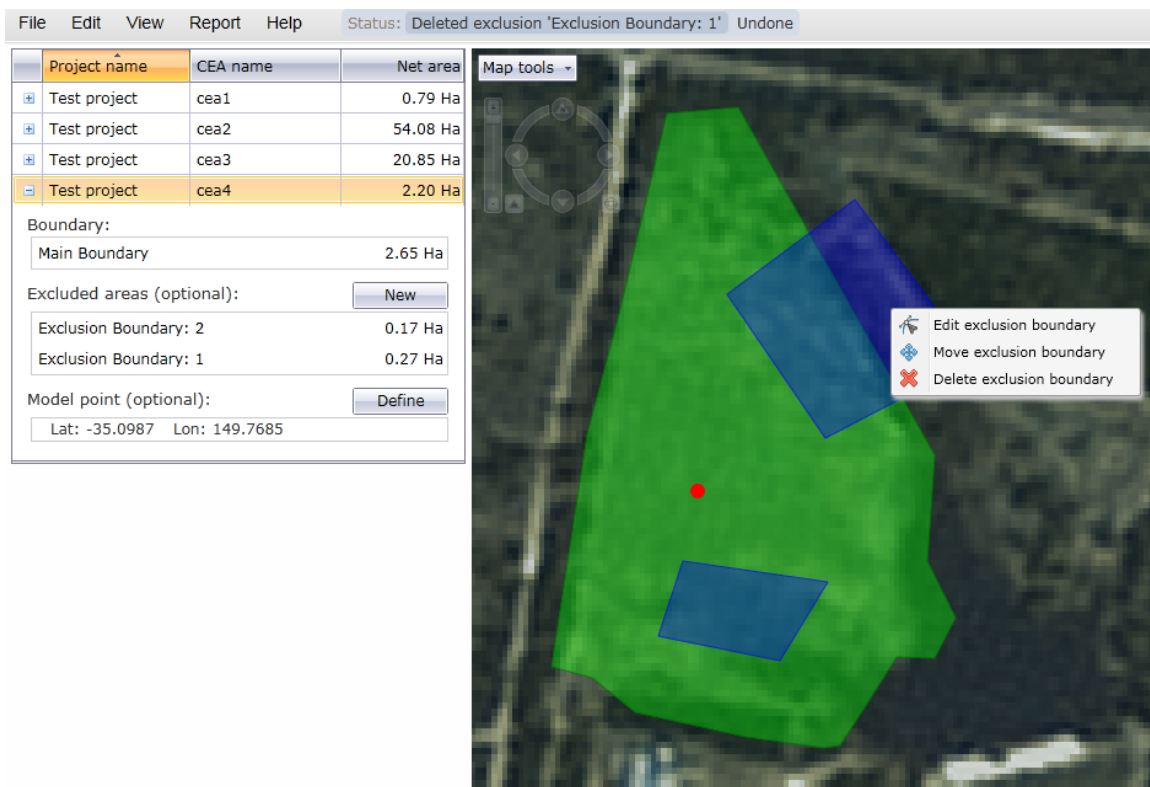 File Edit View Report Help Status: Deleted exclusion 'Exclusion Boundary: 1' Undone
Project name CEA name Net area
Test project cea1 0.79 Ha
Test project cea2 54.08 Ha
Test project cea3 20.85 Ha
Test project cea4 2.20 Ha
Boundary:
Main Boundary 2.65 Ha
Excluded areas (optional): New
Exclusion Boundary: 2 0.17 Ha
Exclusion Boundary: 1 0.27 Ha
Model point (optional): Define
Lat: -35.0987 Lon: 149.7685
Map tools
Edit exclusion boundary
Move exclusion boundary
Delete exclusion boundary